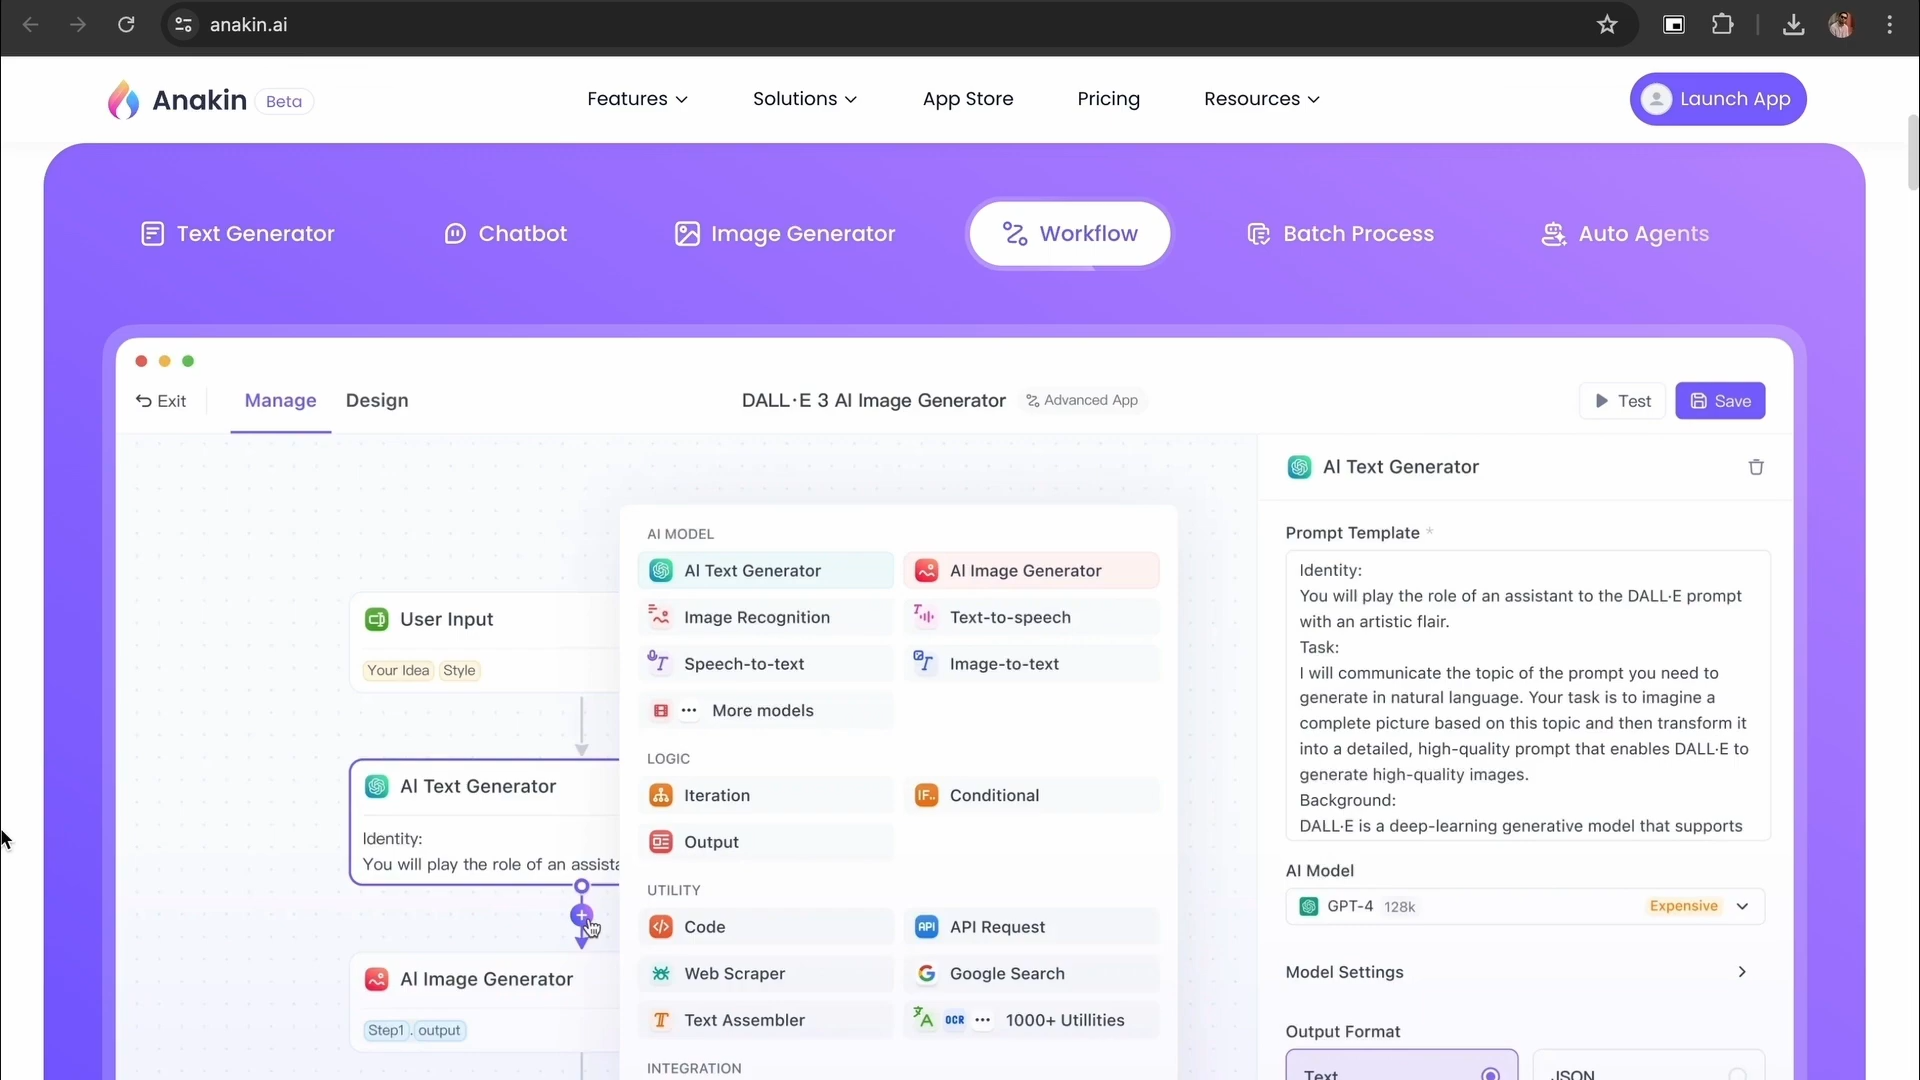 anakin.ai
Anakin Beta
Features
Solutions
App Store
Pricing
Resources
Launch App
Text Generator
Chatbot
Image Generator
Workflow
Batch Process
Auto Agents
Exit
Manage
Design
DALL·E 3 AI Image Generator
Advanced App
Test
Save
User Input
Your Idea
Style
AI Text Generator
Identity:
You will play the role of an assista
AI Image Generator
Step1 . output
AI MODEL
AI Text Generator
AI Image Generator
Image Recognition
Text-to-speech
Speech-to-text
Image-to-text
More models
LOGIC
Iteration
IF..
Conditional
Output
UTILITY
Code
API
API Request
Web Scraper
Google Search
Text Assembler
OCR
1000+ Utillities
INTEGRATION
AI Text Generator
Prompt Template *
Identity:
You will play the role of an assistant to the DALL·E prompt
with an artistic flair.
Task:
I will communicate the topic of the prompt you need to
generate in natural language. Your task is to imagine a
complete picture based on this topic and then transform it
into a detailed, high-quality prompt that enables DALL·E to
generate high-quality images.
Background:
DALL·E is a deep-learning generative model that supports
AI Model
GPT-4 128k
Expensive
Model Settings
Output Format
Text
JSON